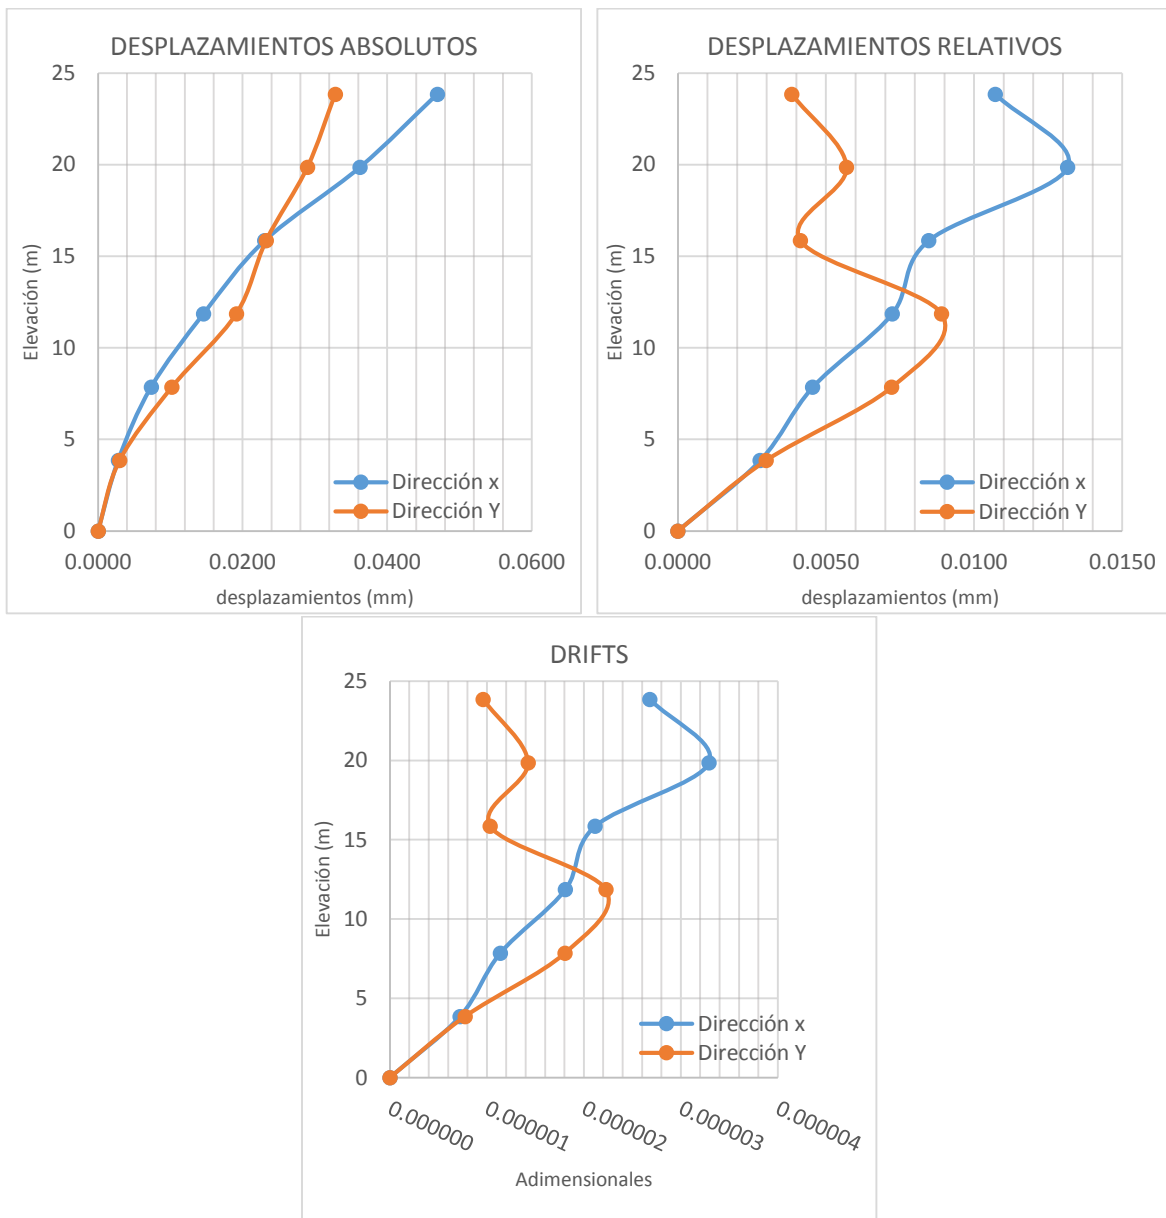 DESPLAZAMIENTOS ABSOLUTOS
25
20
15
10
5
0
Elevación (m)
Dirección x
Dirección Y
0.0000 0.0200 0.0400 0.0600
desplazamientos (mm)
DESPLAZAMIENTOS RELATIVOS
25
20
15
10
5
0
Elevación (m)
Dirección x
Dirección Y
0.0000 0.0050 0.0100 0.0150
desplazamientos (mm)
DRIFTS
25
20
15
10
5
0
Elevación (m)
Dirección x
Dirección Y
0.000000 0.000001 0.000002 0.000003 0.000004
Adimensionales